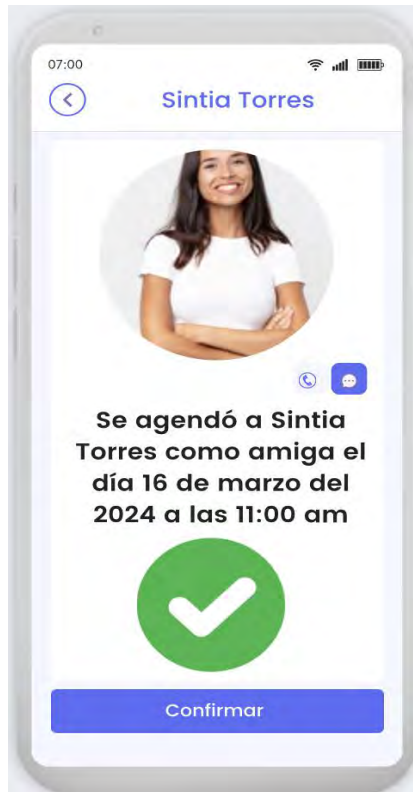 07:00
Sintia Torres
Se agendó a Sintia
Torres como amiga el
día 16 de marzo del
2024 a las 11:00 am
Confirmar